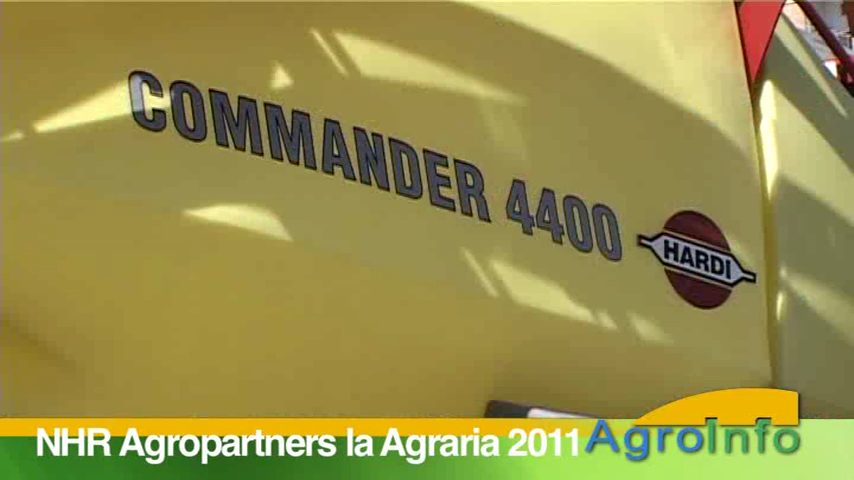 COMMANDER 4400
HARDI
NHR Agropartners la Agraria 2011
AgroInfo